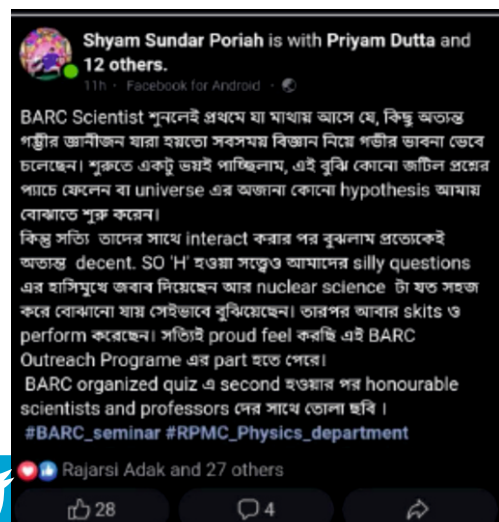 Shyam Sundar Poriah is with Priyam Dutta and
12 others.
11h · Facebook for Android ·
BARC Scientist শুনলেই প্রথমে যা মাথায় আসে যে, কিছু অত্যন্ত
গম্ভীর জ্ঞানীজন যারা হয়তো সবসময় বিজ্ঞান নিয়ে গভীর ভাবনা ভেবে
চলেছেন। শুরুতে একটু ভয়ই পাচ্ছিলাম, এই বুঝি কোনো জটিল প্রশ্নের
প্যাচে ফেলেন বা universe এর অজানা কোনো hypothesis আমায়
বোঝাতে শুরু করেন।
কিন্তু সত্যি তাদের সাথে interact করার পর বুঝলাম প্রত্যেকেই
অত্যন্ত decent. SO 'H' হওয়া সত্ত্বেও আমাদের silly questions
এর হাসিমুখে জবাব দিয়েছেন আর nuclear science টা যত সহজ
করে বোঝানো যায় সেইভাবে বুঝিয়েছেন। তারপর আবার skits ও
perform করেছেন। সত্যিই proud feel করছি এই BARC
Outreach Programe এর part হতে পেরে।
BARC organized quiz এ second হওয়ার পর honourable
scientists and professors দের সাথে তোলা ছবি ।
#BARC_seminar #RPMC_Physics_department
Rajarsi Adak and 27 others
28
4